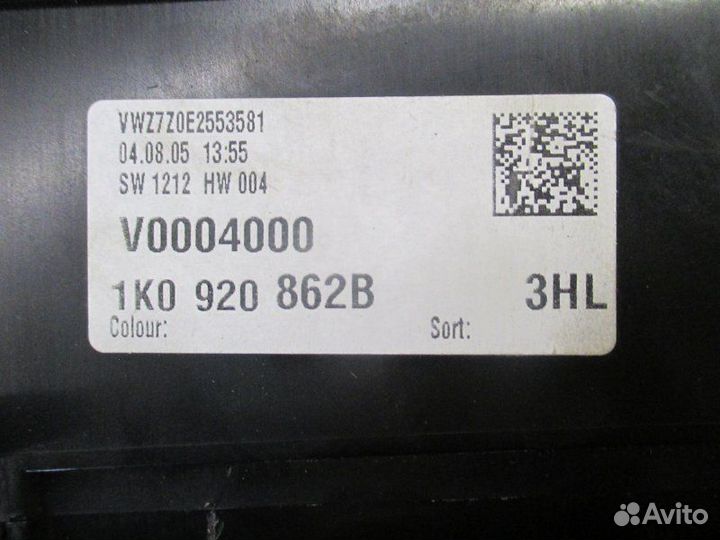 VWZ7Z0E2553581
04.08.05 13:55
SW 1212 HW 004
V0004000
1K0 920 862B 3HL
Colour: Sort:
Avito